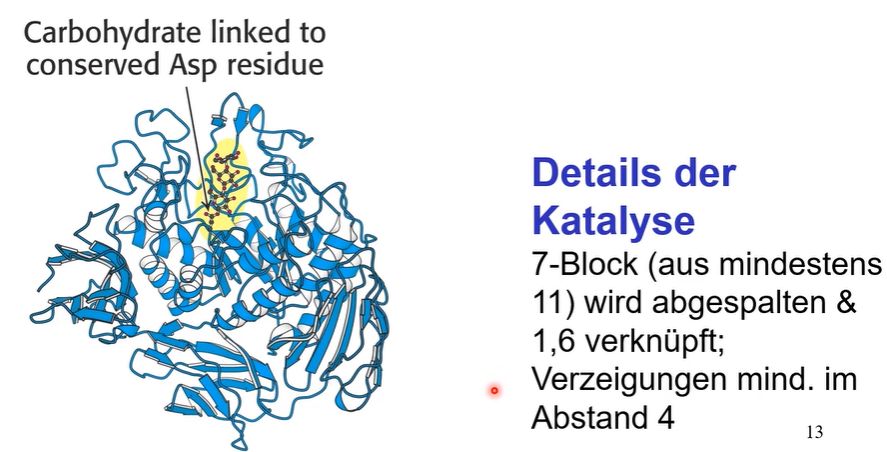 Carbohydrate linked to
conserved Asp residue
Details der
Katalyse
7-Block (aus mindestens
11) wird abgespalten &
1,6 verknüpft;
Verzeigungen mind. im
Abstand 4
13